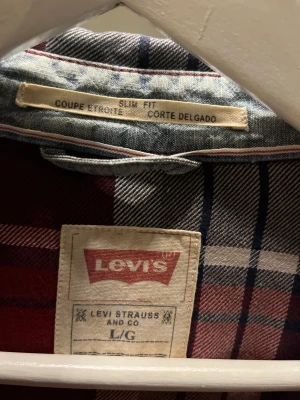 SLIM FIT
COUPE ETROITE CORTE DELGADO
LEVI'S
LEVI STRAUSS
AND CO
L/G